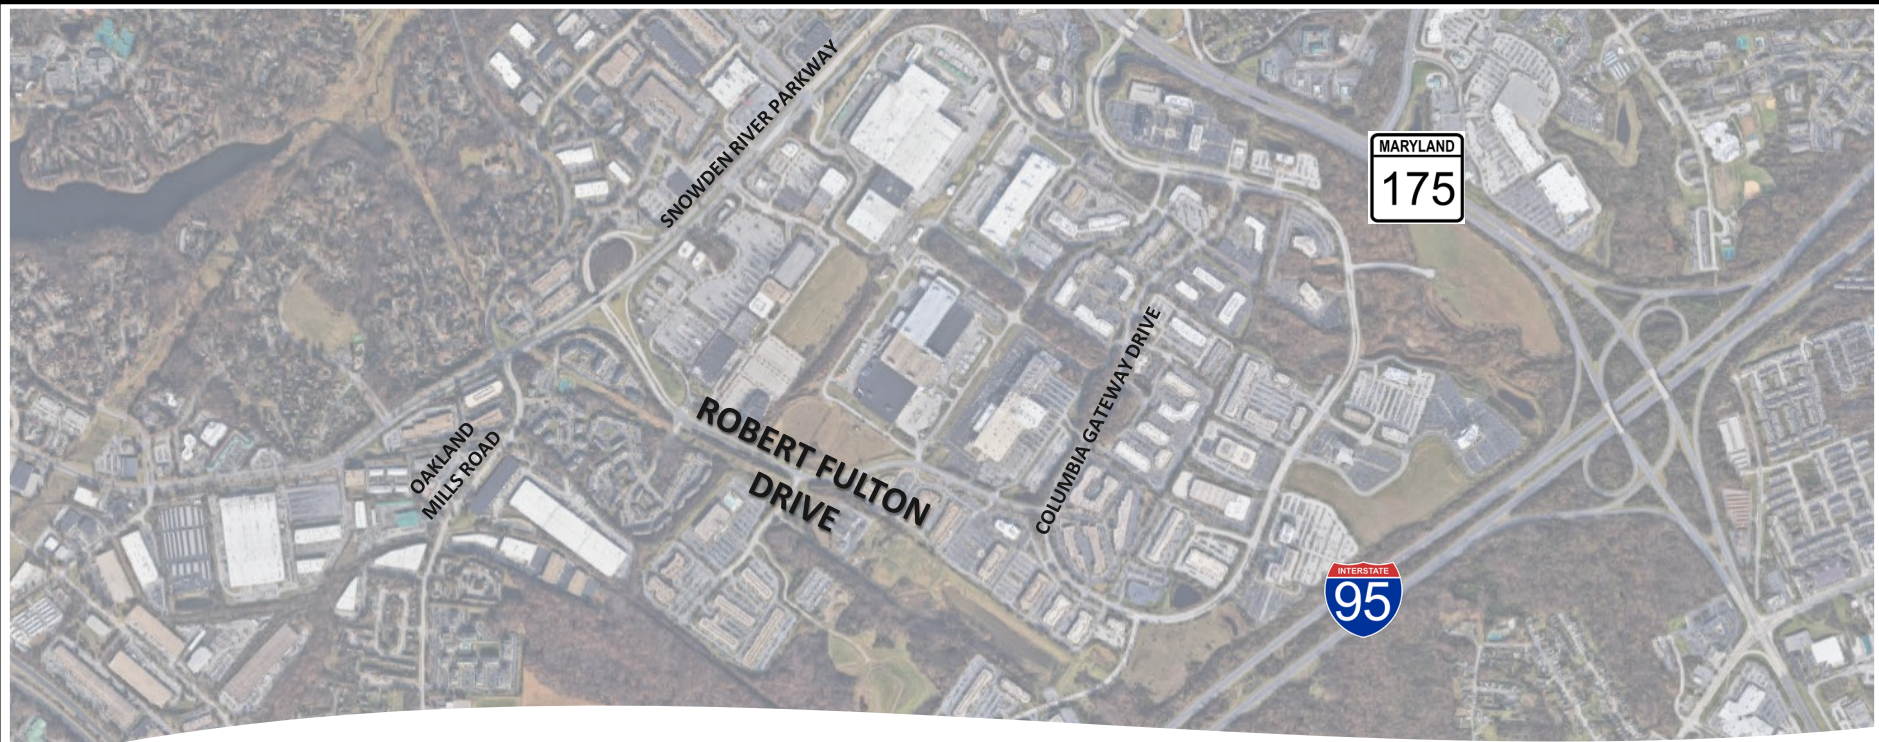 SNOWDEN RIVER PARKWAY
MARYLAND
175
OAKLAND
MILLS ROAD
ROBERT FULTON
DRIVE
COLUMBIA GATEWAY DRIVE
INTERSTATE
95